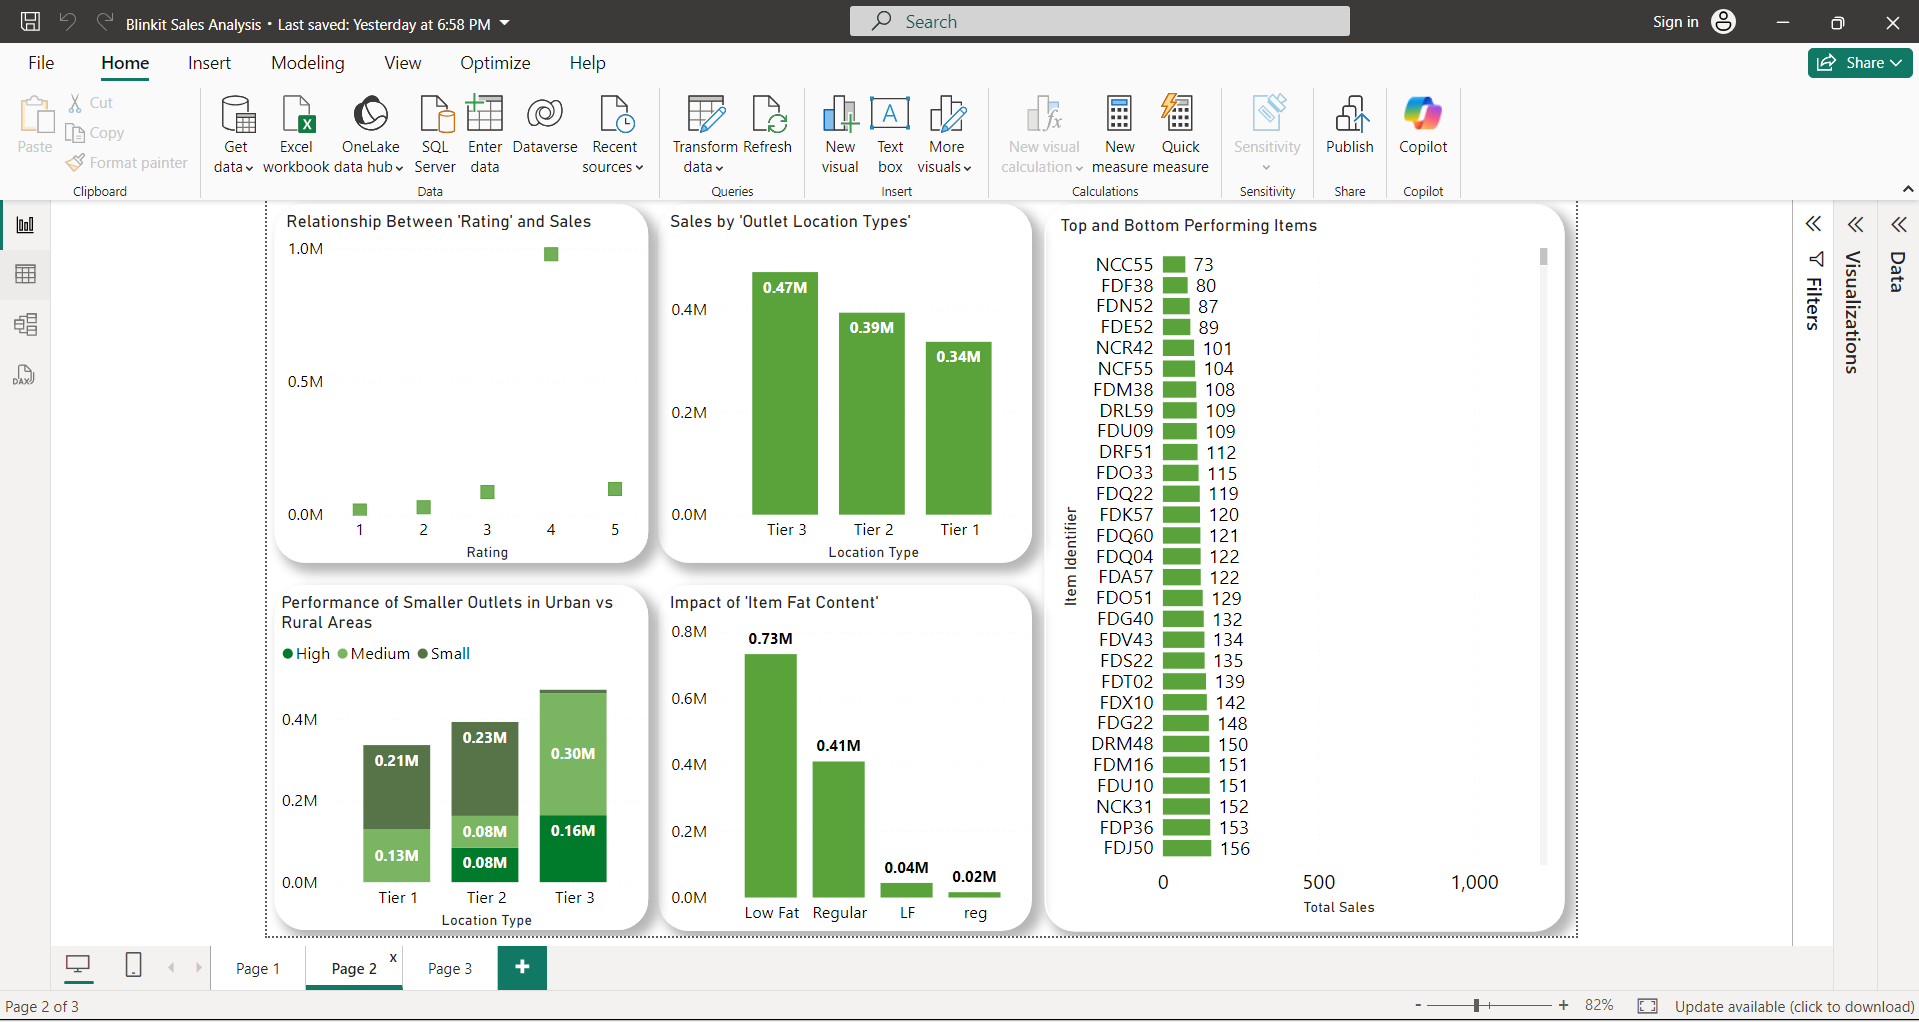 Blinkit Sales Analysis • Last saved: Yesterday at 6:58 PM
Search
Sign in
File
Home
Insert
Modeling
View
Optimize
Help
Share
Paste
Cut
Copy
Format painter
Clipboard
Get
data
Excel
workbook
OneLake
data hub
SQL
Server
Enter
data
Dataverse
Recent
sources
Data
Transform
data
Refresh
Queries
New
visual
Text
box
More
visuals
Insert
New visual
calculation
New
measure
Quick
measure
Calculations
Sensitivity
Sensitivity
Publish
Share
Copilot
Copilot
DAX
Relationship Between 'Rating' and Sales
1.0M
0.5M
0.0M
1 2 3 4 5
Rating
Sales by 'Outlet Location Types'
0.4M
0.2M
0.0M
0.47M
0.39M
0.34M
Tier 3 Tier 2 Tier 1
Location Type
Performance of Smaller Outlets in Urban vs
Rural Areas
High Medium Small
0.4M
0.2M
0.0M
0.21M
0.13M
0.23M
0.08M
0.08M
0.30M
0.16M
Tier 1 Tier 2 Tier 3
Location Type
Impact of 'Item Fat Content'
0.8M
0.6M
0.4M
0.2M
0.0M
0.73M
0.41M
0.04M
0.02M
Low Fat Regular LF reg
Top and Bottom Performing Items
Item Identifier
NCC55 73
FDF38 80
FDN52 87
FDE52 89
NCR42 101
NCF55 104
FDM38 108
DRL59 109
FDU09 109
DRF51 112
FDO33 115
FDQ22 119
FDK57 120
FDQ60 121
FDQ04 122
FDA57 122
FDO51 129
FDG40 132
FDV43 134
FDS22 135
FDT02 139
FDX10 142
FDG22 148
DRM48 150
FDM16 151
FDU10 151
NCK31 152
FDP36 153
FDJ50 156
0 500 1,000
Total Sales
Filters
Visualizations
Data
Page 1
Page 2
x
Page 3
+
Page 2 of 3
- + 82%
Update available (click to download)